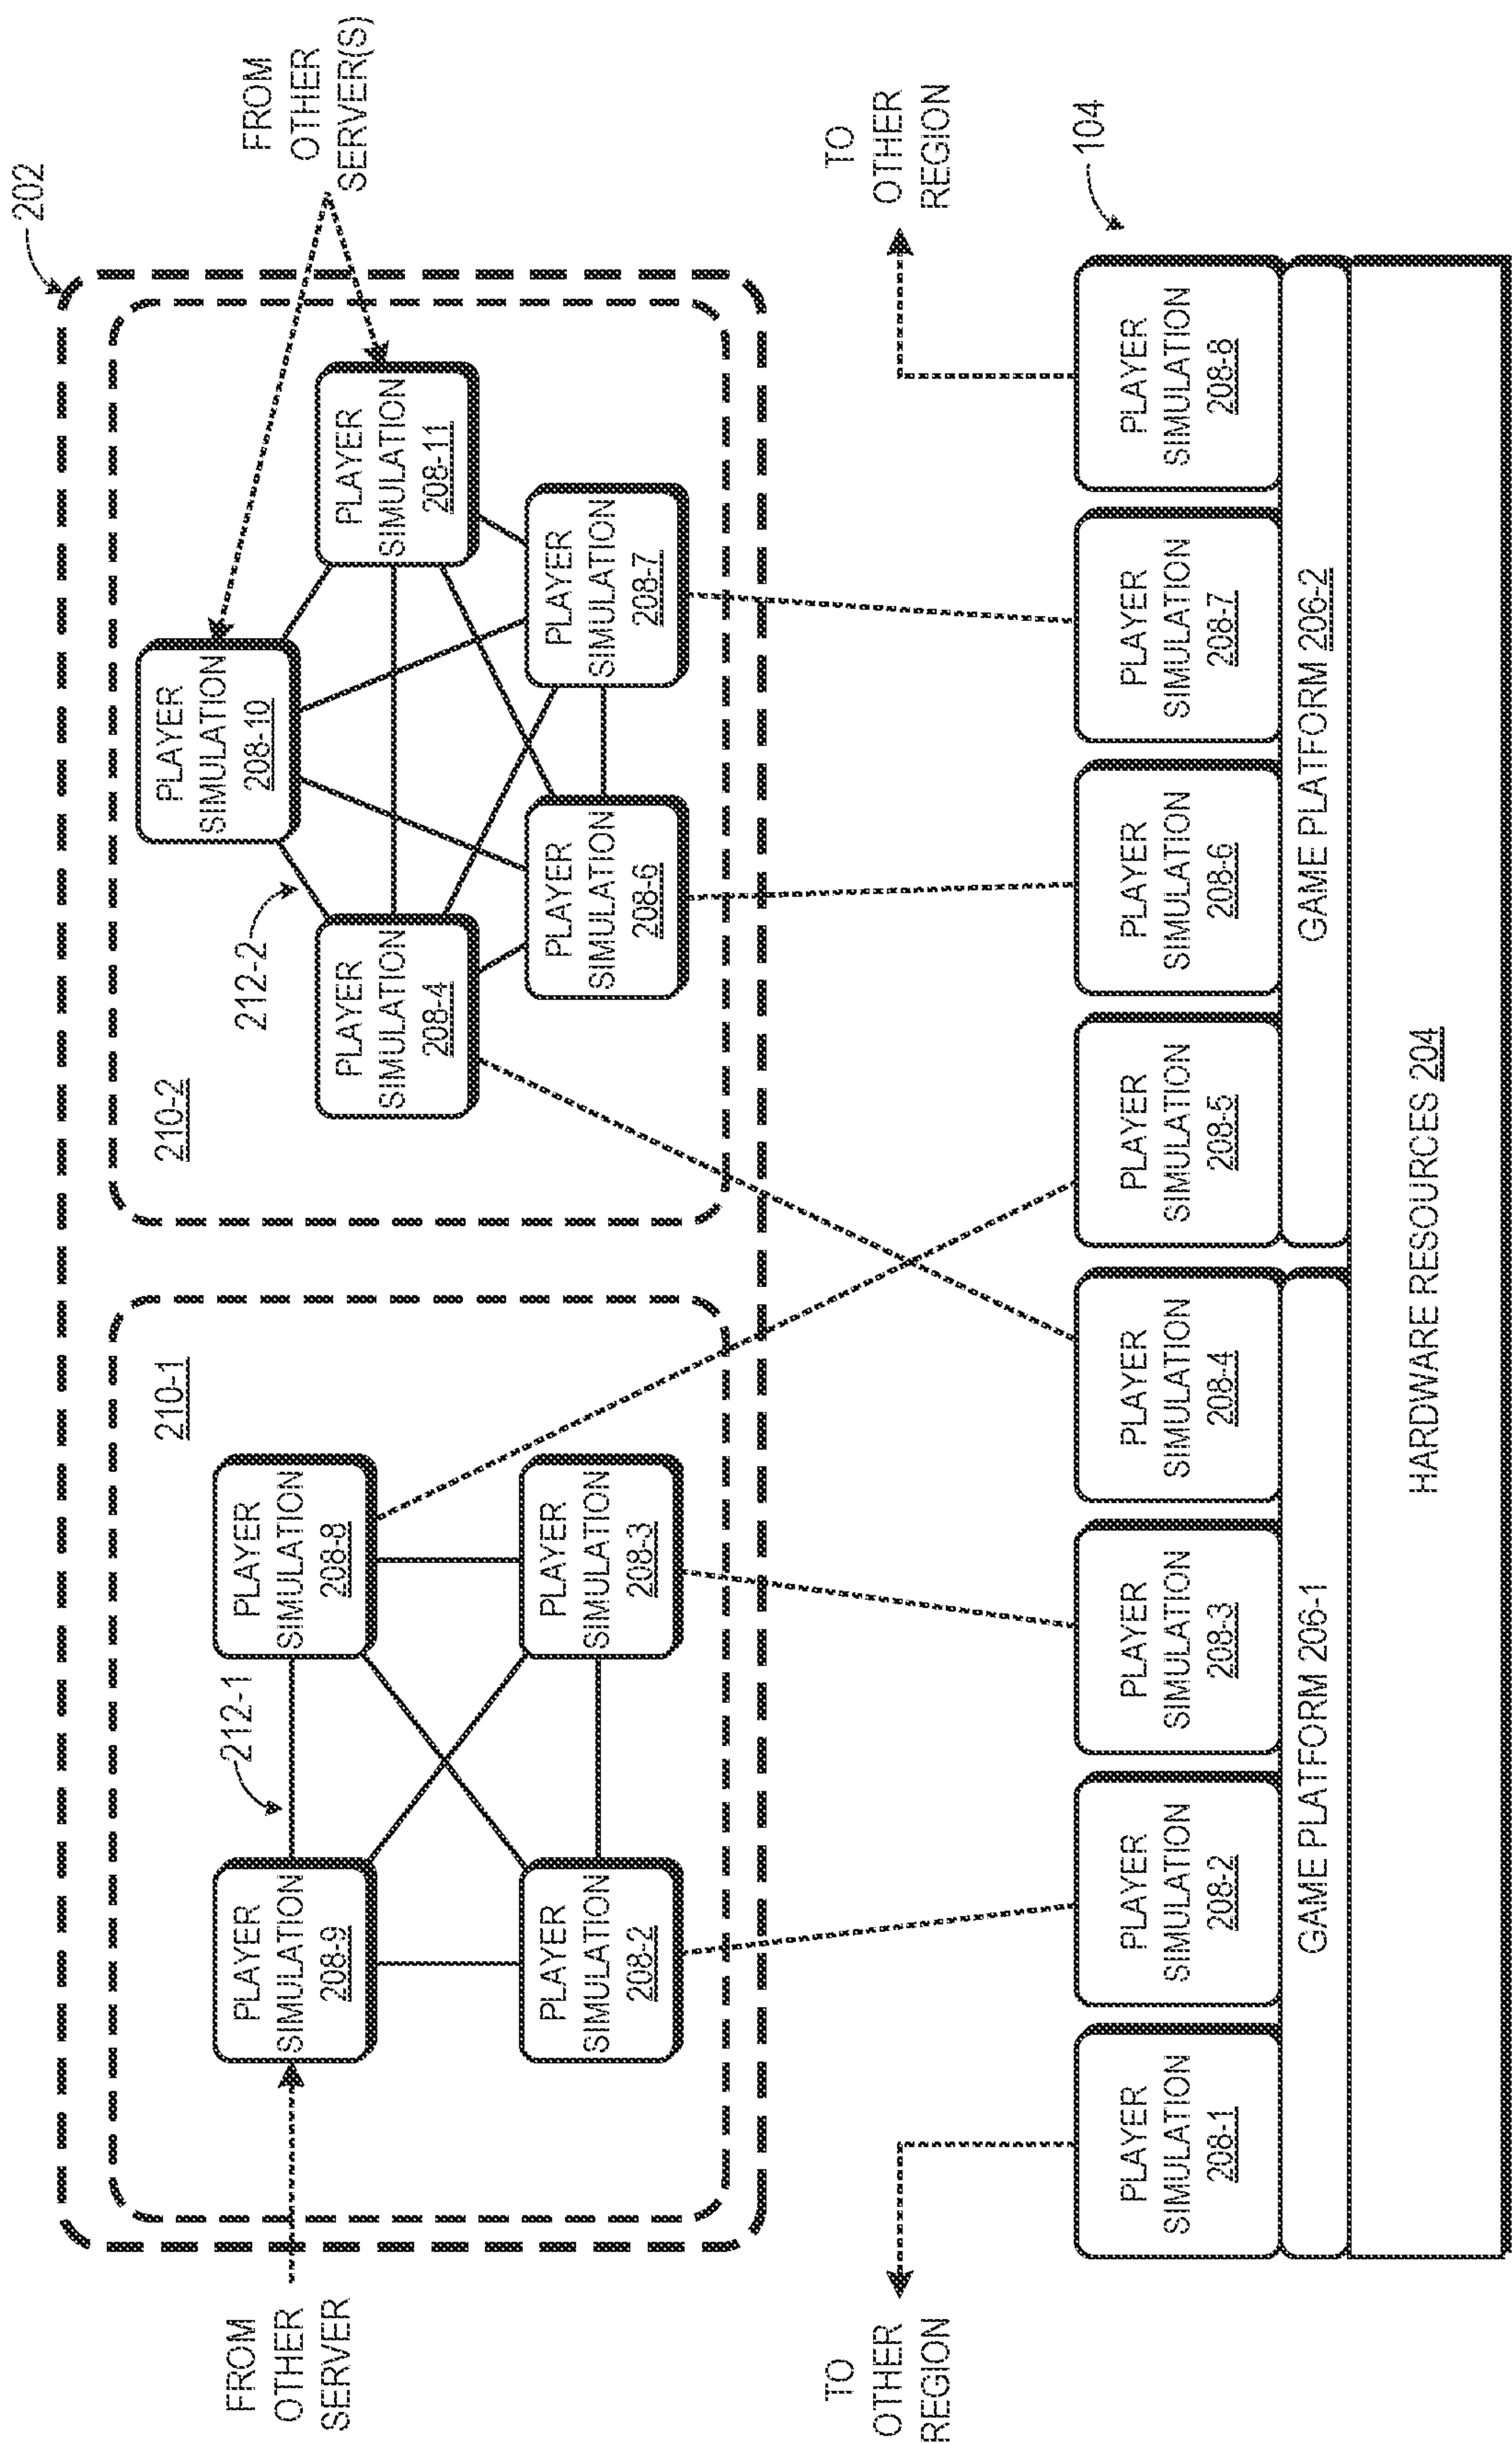 202
FROM
OTHER
SERVER(S)
210-1
210-2
212-1
212-2
PLAYER
SIMULATION
208-9
PLAYER
SIMULATION
208-8
PLAYER
SIMULATION
208-2
PLAYER
SIMULATION
208-3
PLAYER
SIMULATION
208-10
PLAYER
SIMULATION
208-4
PLAYER
SIMULATION
208-11
PLAYER
SIMULATION
208-6
PLAYER
SIMULATION
208-7
FROM
OTHER
SERVER
TO
OTHER
REGION
TO
OTHER
REGION
104
PLAYER
SIMULATION
208-1
PLAYER
SIMULATION
208-2
PLAYER
SIMULATION
208-3
PLAYER
SIMULATION
208-4
PLAYER
SIMULATION
208-5
PLAYER
SIMULATION
208-6
PLAYER
SIMULATION
208-7
PLAYER
SIMULATION
208-8
GAME PLATFORM 206-1
GAME PLATFORM 206-2
HARDWARE RESOURCES 204